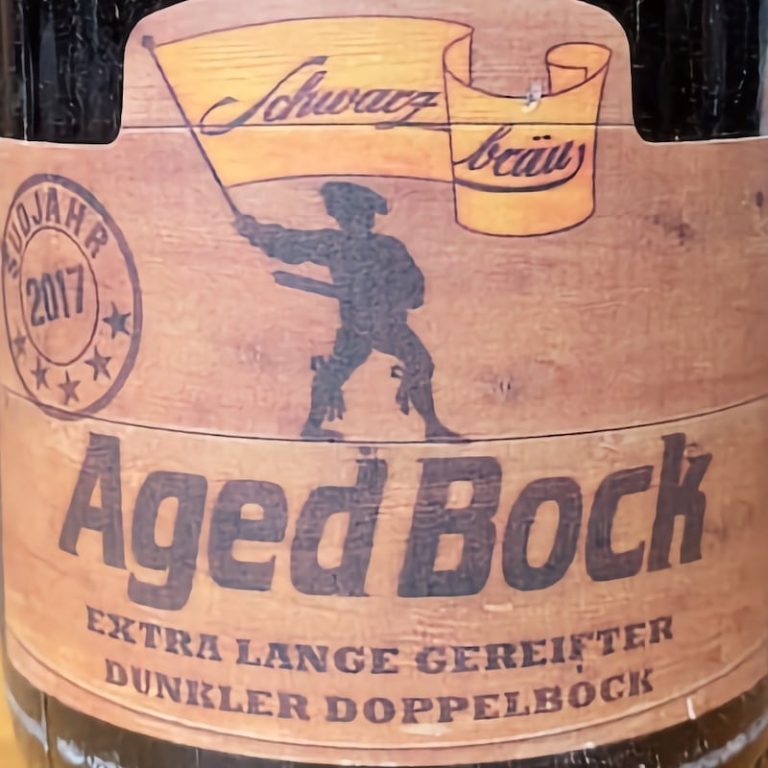 Schwarz
bräu
SUDJAHR
2017
Aged Bock
EXTRA LANGE GEREIFTER
DUNKLER DOPPELBOCK